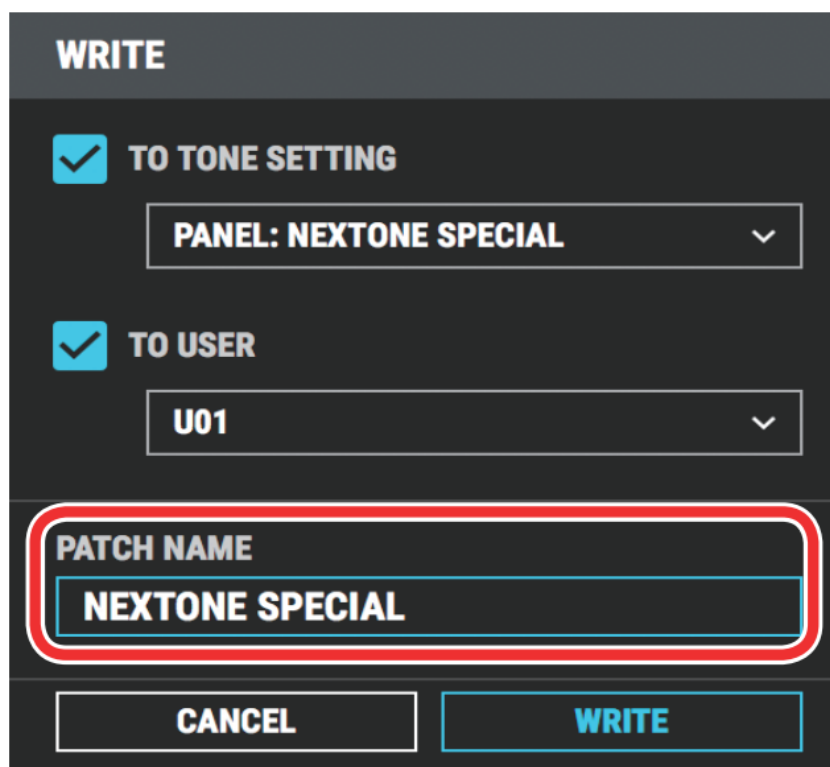 WRITE
TO TONE SETTING
PANEL: NEXTONE SPECIAL
TO USER
U01
PATCH NAME
NEXTONE SPECIAL
CANCEL
WRITE